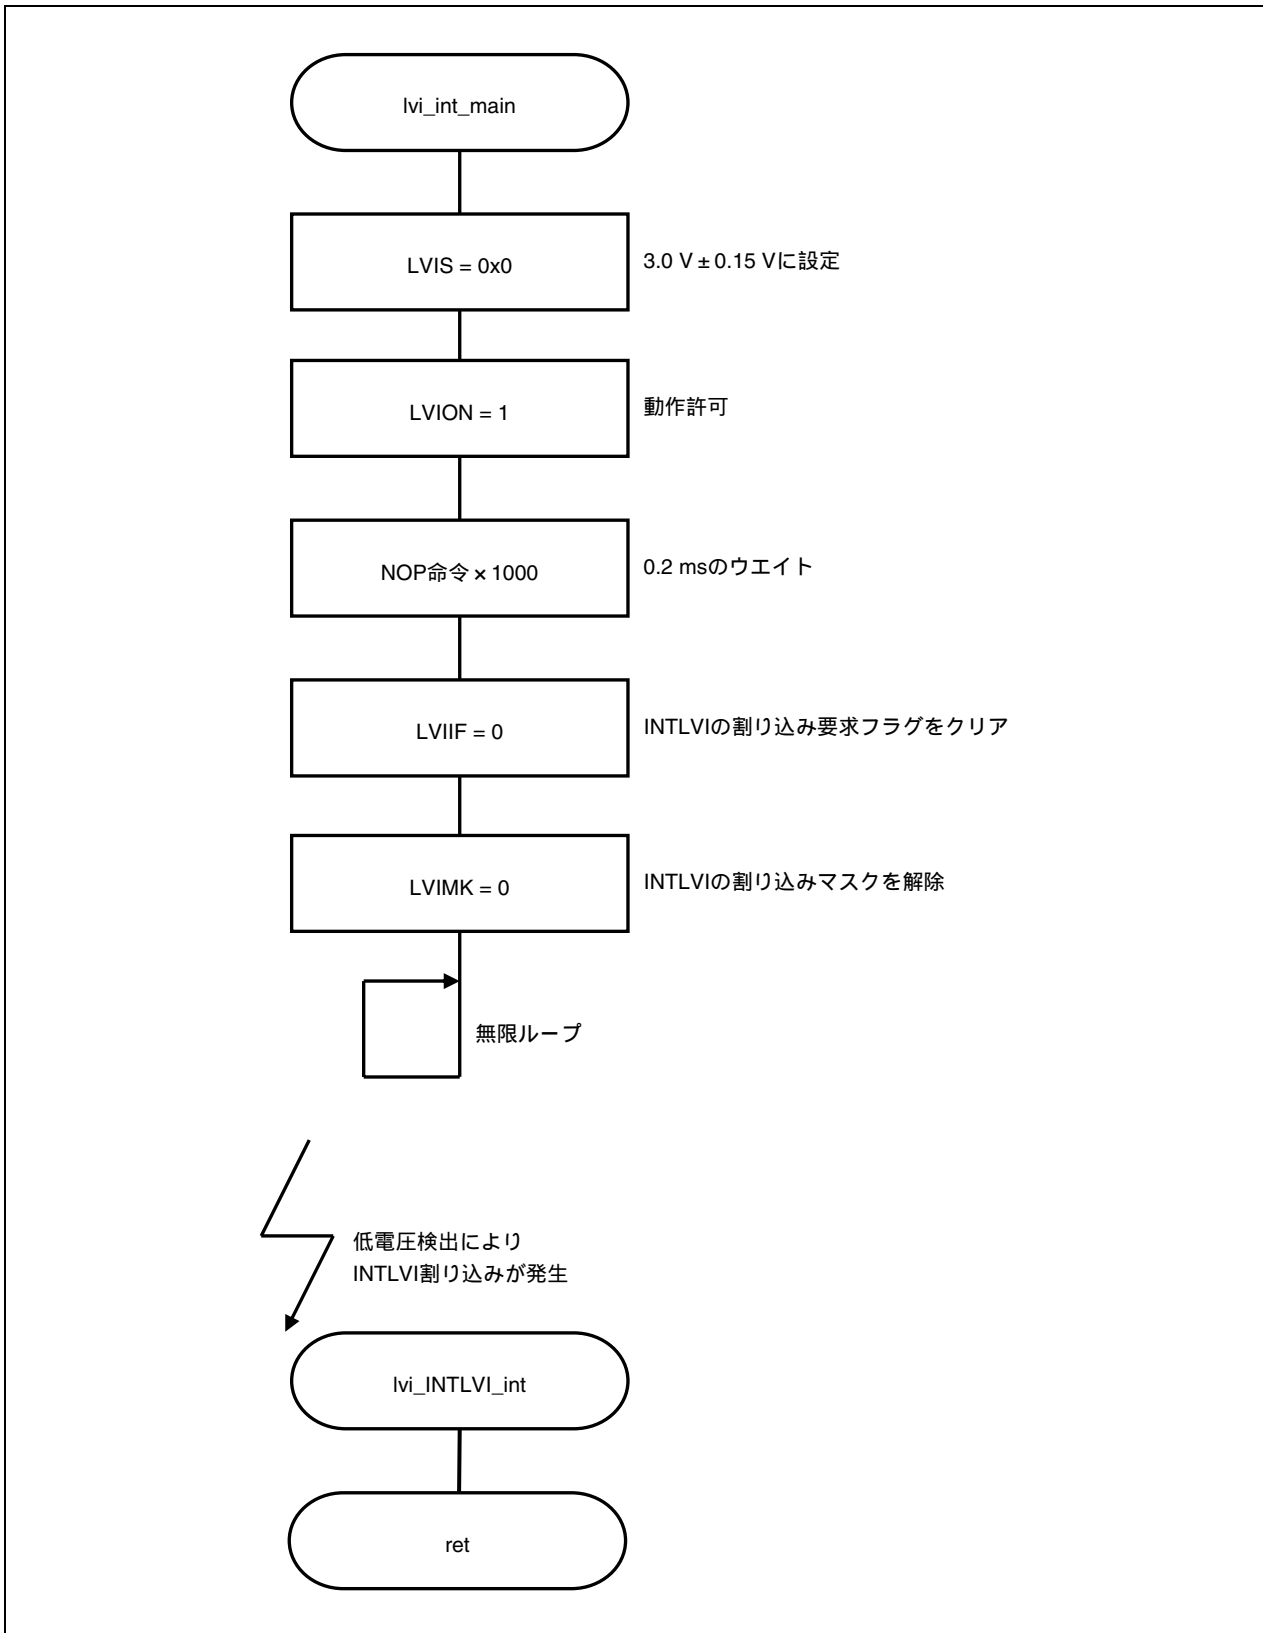 lvi_int_main
LVIS = 0x0
3.0 V ± 0.15 Vに設定
LVION = 1
動作許可
NOP命令 × 1000
0.2 msのウエイト
LVIIF = 0
INTLVIの割り込み要求フラグをクリア
LVIMK = 0
INTLVIの割り込みマスクを解除
無限ループ
低電圧検出により
INTLVI割り込みが発生
lvi_INTLVI_int
ret